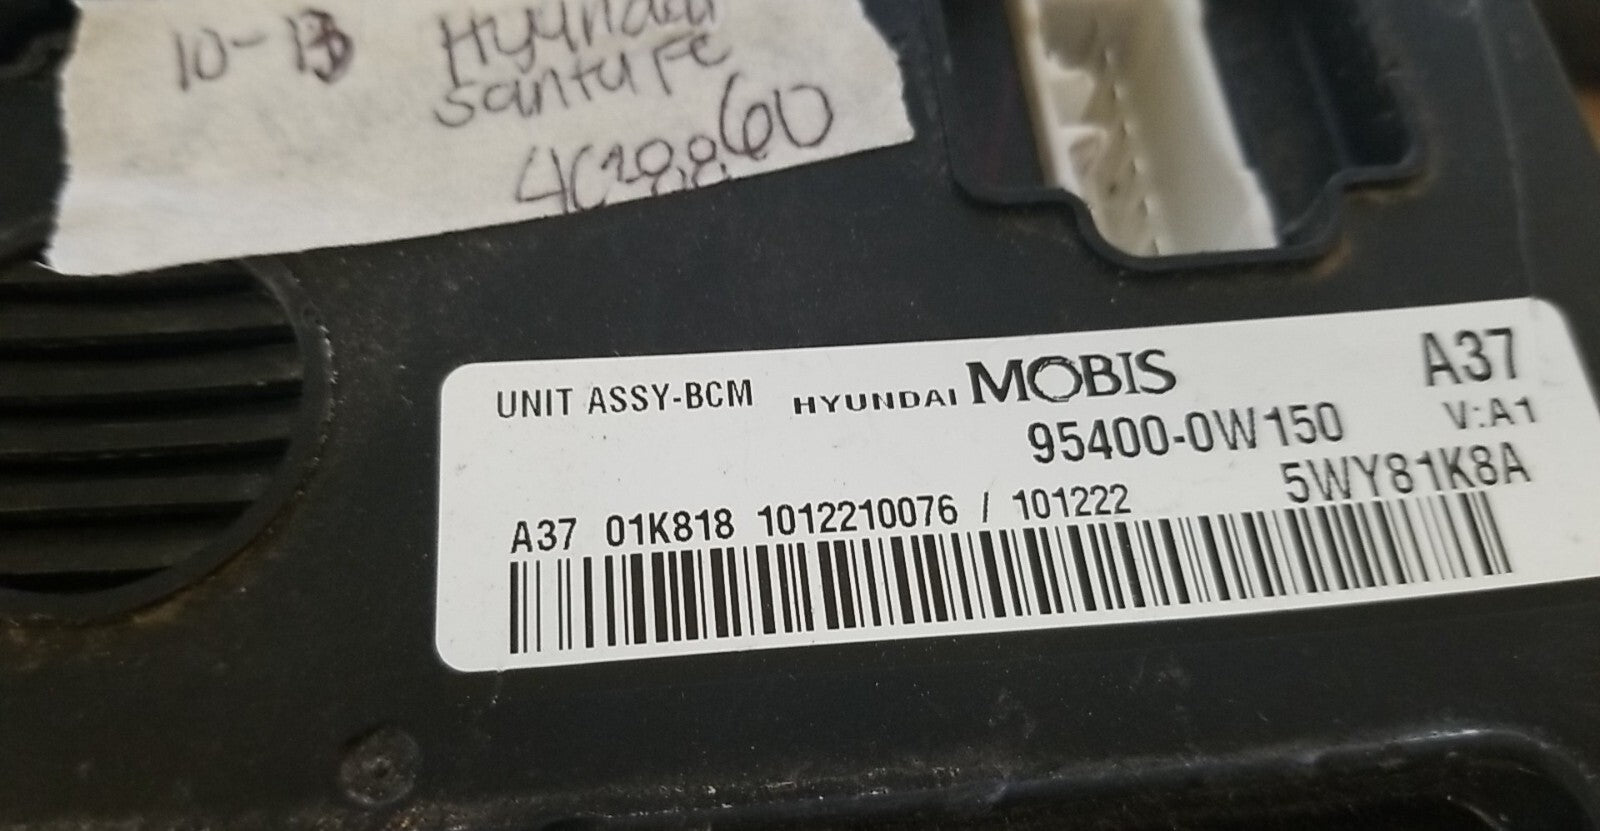 10-13 Hyundai
Santa Fe
UNIT ASSY-BCM HYUNDAI MOBIS A37
95400-0W150 V:A1
5WY81K8A
A37 01K818 1012210076 / 101222